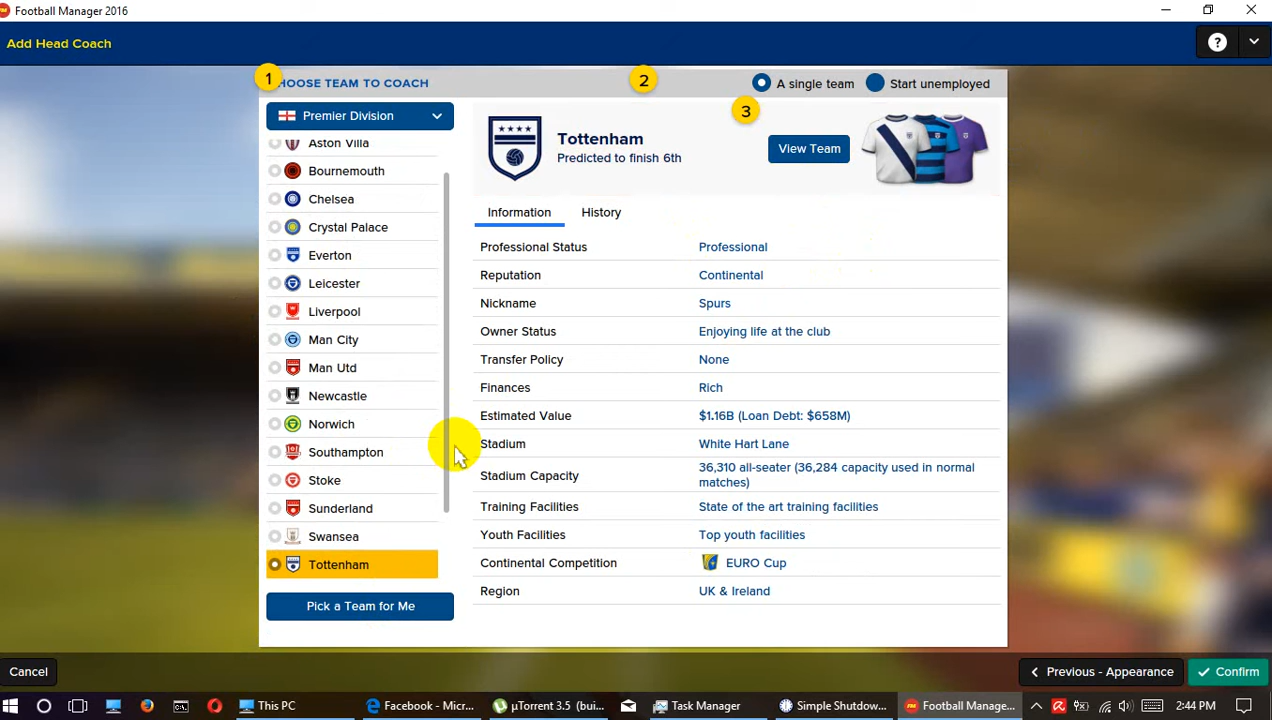 Football Manager 2016
Add Head Coach
?
1
HOOSE TEAM TO COACH
2
A single team
Start unemployed
3
Premier Division
Aston Villa
Bournemouth
Chelsea
Crystal Palace
Everton
Leicester
Liverpool
Man City
Man Utd
Newcastle
Norwich
Southampton
Stoke
Sunderland
Swansea
Tottenham
Pick a Team for Me
Tottenham
Predicted to finish 6th
View Team
Information
History
Professional Status
Professional
Reputation
Continental
Nickname
Spurs
Owner Status
Enjoying life at the club
Transfer Policy
None
Finances
Rich
Estimated Value
$1.16B (Loan Debt: $658M)
Stadium
White Hart Lane
Stadium Capacity
36,310 all-seater (36,284 capacity used in normal
matches)
Training Facilities
State of the art training facilities
Youth Facilities
Top youth facilities
Continental Competition
EURO Cup
Region
UK & Ireland
Cancel
Previous - Appearance
Confirm
This PC
Facebook - Micr...
µTorrent 3.5 (bui...
Task Manager
Simple Shutdow...
Football Manage...
2:44 PM